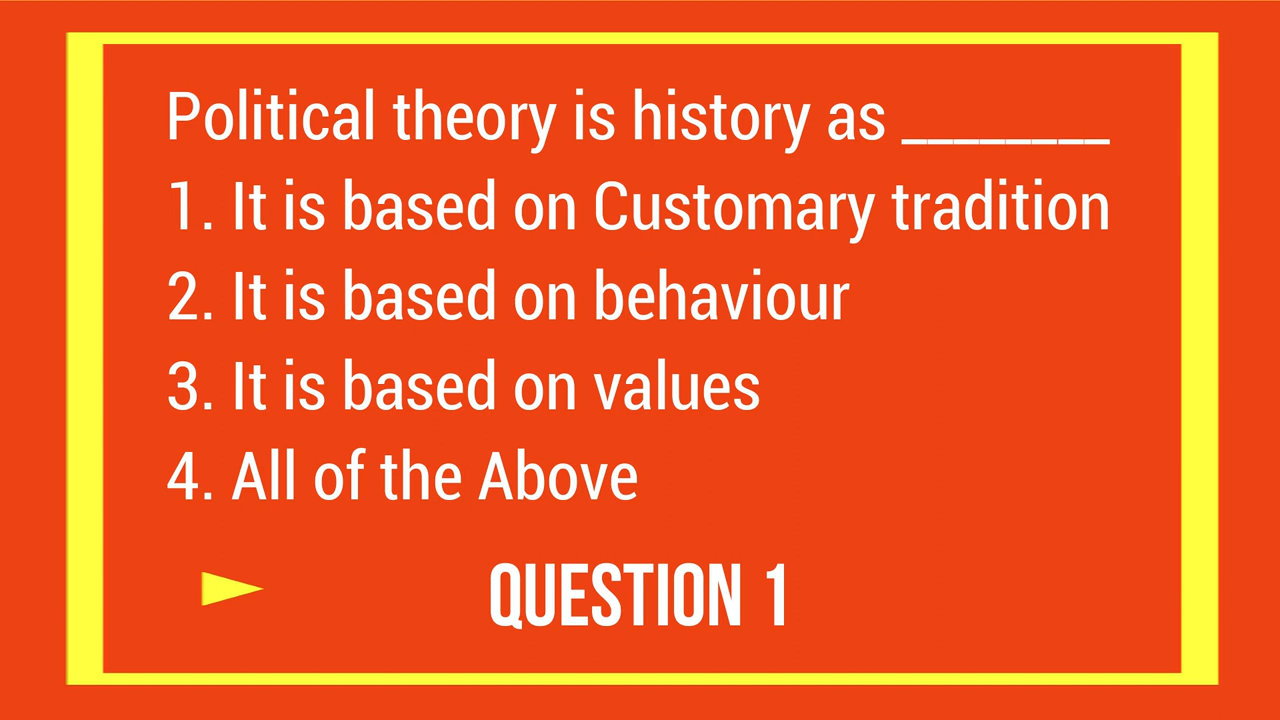 Political theory is history as ________
1. It is based on Customary tradition
2. It is based on behaviour
3. It is based on values
4. All of the Above
QUESTION 1